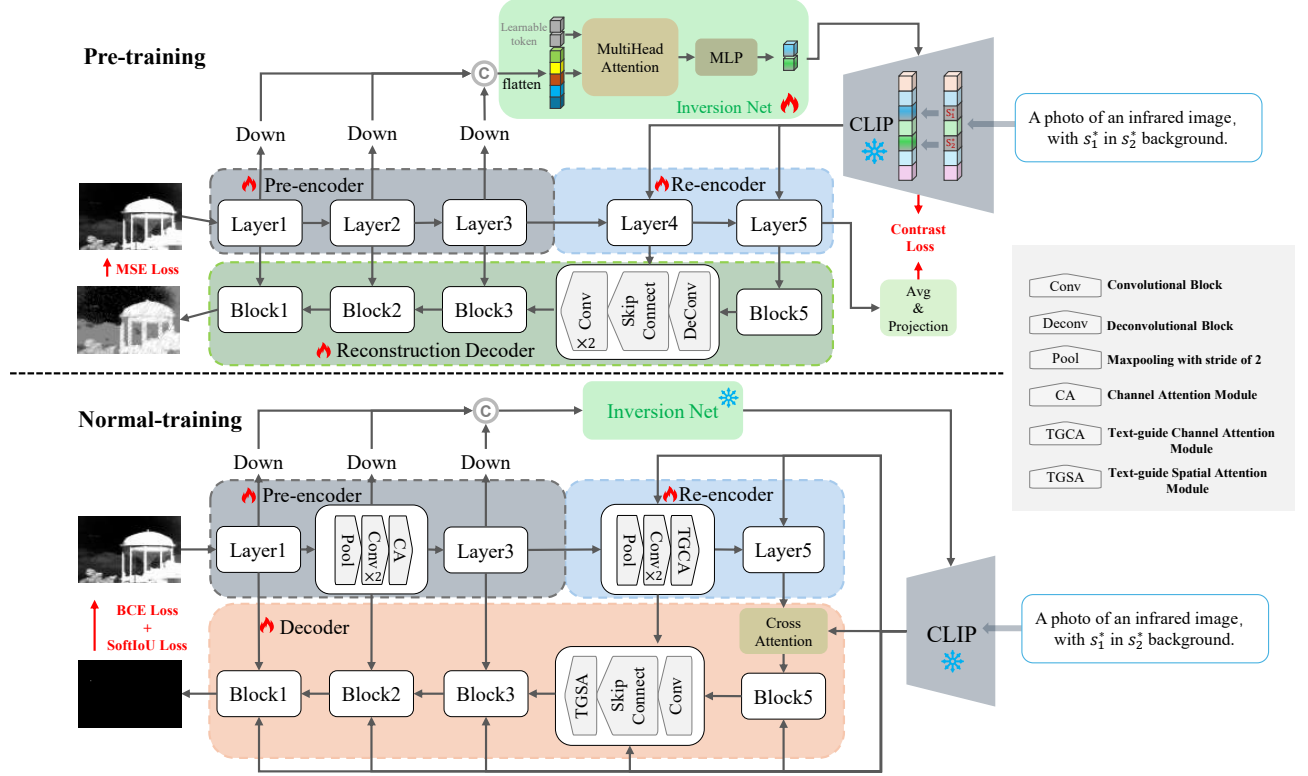 Pre-training
Learnable
token
MultiHead
Attention
MLP
C
flatten
Inversion Net
Down
Down
Down
CLIP
S₁*
S₂*
A photo of an infrared image,
with s₁* in s₂* background.
Pre-encoder
Re-encoder
Layer1
Layer2
Layer3
Layer4
Layer5
Contrast
Loss
MSE Loss
Block1
Block2
Block3
Conv
×2
Skip
Connect
DeConv
Block5
Avg
&
Projection
Reconstruction Decoder
Conv
Convolutional Block
Deconv
Deconvolutional Block
Pool
Maxpooling with stride of 2
CA
Channel Attention Module
TGCA
Text-guide Channel Attention
Module
TGSA
Text-guide Spatial Attention
Module
Normal-training
C
Inversion Net
Down
Down
Down
Pre-encoder
Re-encoder
Layer1
Pool
Conv
×2
CA
Layer3
Pool
Conv
×2
TGCA
Layer5
BCE Loss
+
SoftIoU Loss
Decoder
Cross
Attention
CLIP
A photo of an infrared image,
with s₁* in s₂* background.
Block1
Block2
Block3
TGSA
Skip
Connect
Conv
Block5